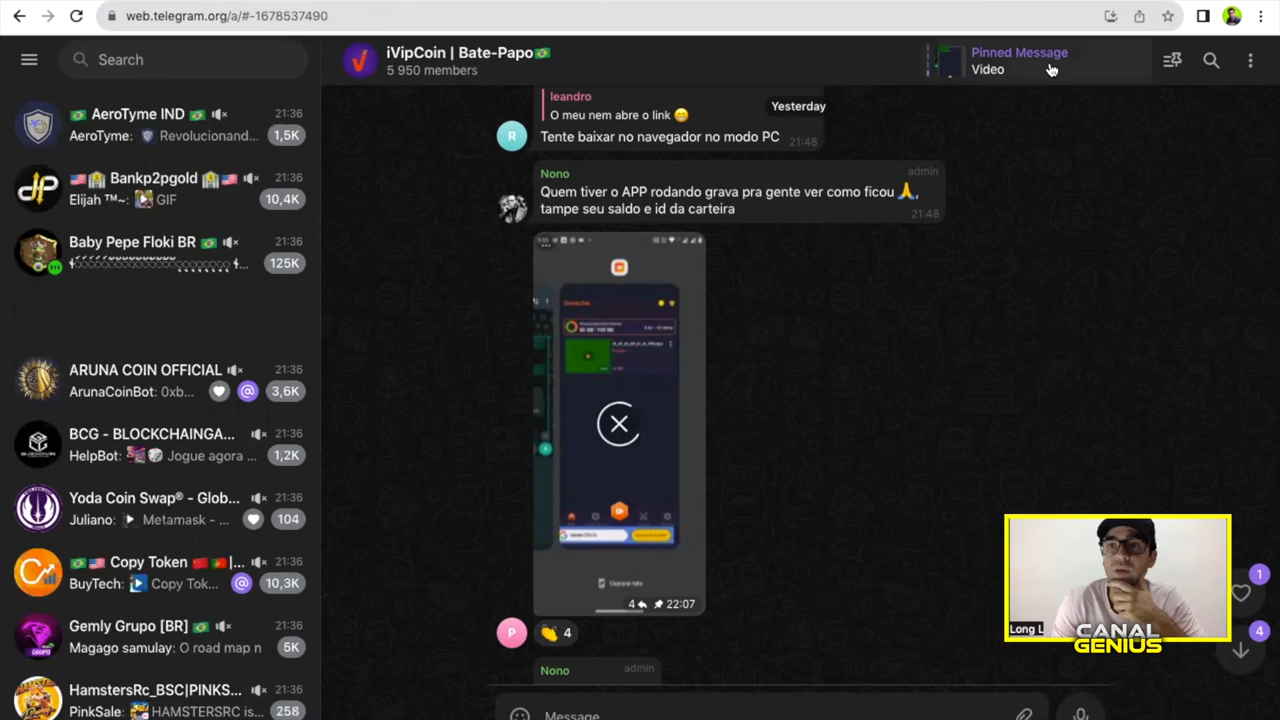 web.telegram.org/a/#-1678537490
Search
AeroTyme IND
21:36
AeroTyme: Revolucionand...
1,5K
Bankp2pgold
21:36
Elijah ™~: GIF
10,4K
Baby Pepe Floki BR
21:36
125K
ARUNA COIN OFFICIAL
21:36
ArunaCoinBot: 0xb...
@
3,6K
BCG - BLOCKCHAINGA...
21:36
HelpBot: Jogue agora ...
1,2K
Yoda Coin Swap® - Glob...
21:36
Juliano: Metamask - ...
104
Copy Token |...
21:36
BuyTech: Copy Tok...
@
10,3K
Gemly Grupo [BR]
21:36
Magago samulay: O road map n
5K
HamstersRc_BSC|PINKS...
21:36
PinkSale: HAMSTERSRC is...
258
iVipCoin | Bate-Papo
5 950 members
Pinned Message
Video
leandro
O meu nem abre o link
Yesterday
R
Tente baixar no navegador no modo PC
21:48
Nono
admin
Quem tiver o APP rodando grava pra gente ver como ficou ,
tampe seu saldo e id da carteira
21:48
4
22:07
P
4
Nono
admin
Message
Long L
CANAL
GENIUS
1
4